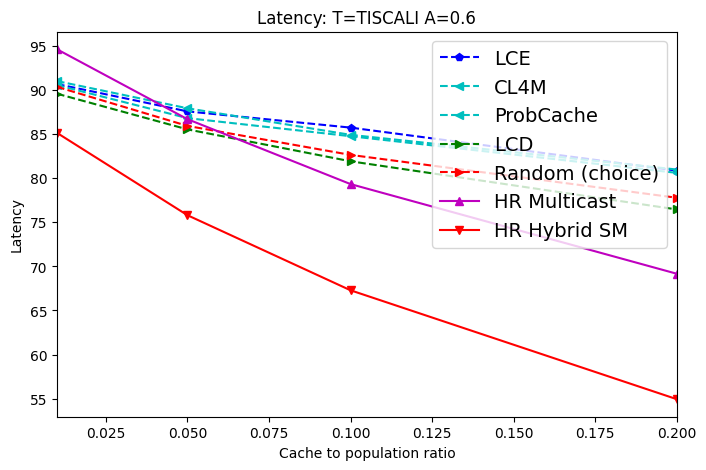 Latency: T=TISCALI A=0.6
95
90
85
80
75
70
65
60
55
Latency
LCE
CL4M
ProbCache
LCD
Random (choice)
HR Multicast
HR Hybrid SM
0.025 0.050 0.075 0.100 0.125 0.150 0.175 0.200
Cache to population ratio